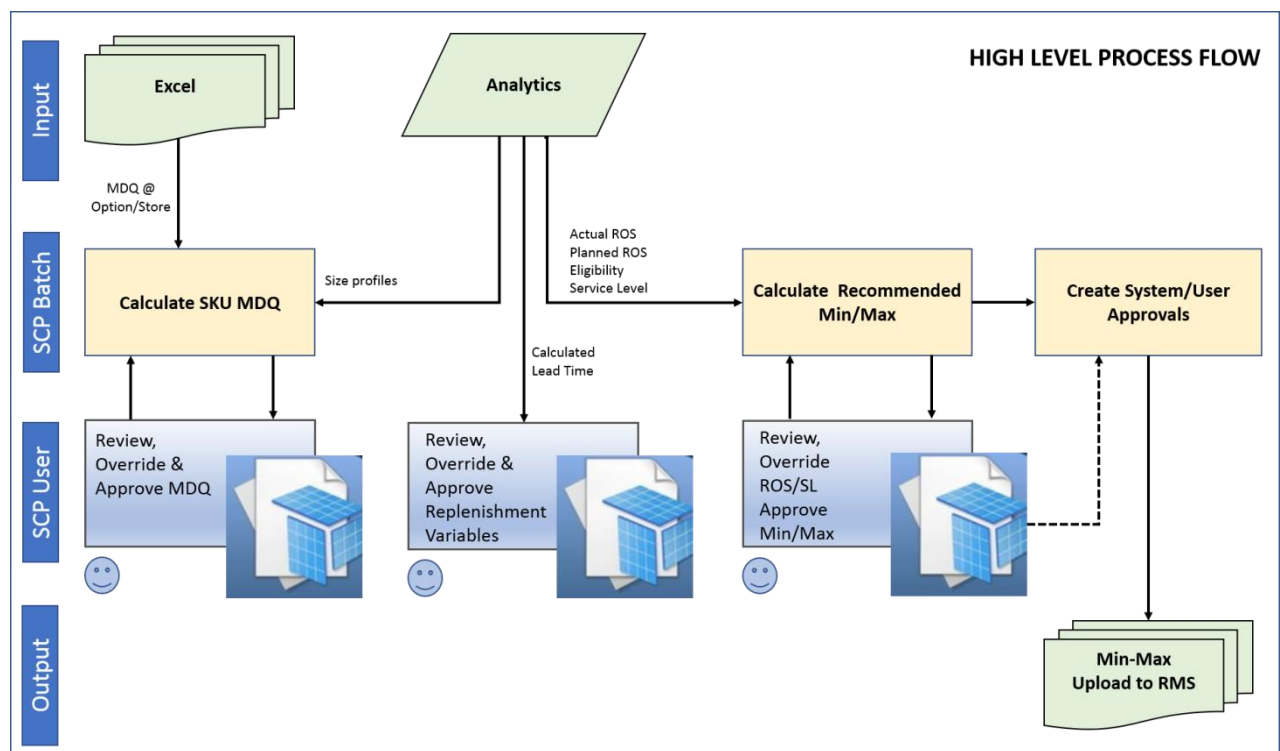 HIGH LEVEL PROCESS FLOW
Input
Excel
Analytics
MDQ @
Option/Store
SCP Batch
Calculate SKU MDQ
Size profiles
Actual ROS
Planned ROS
Eligibility
Service Level
Calculate Recommended
Min/Max
Create System/User
Approvals
Calculated
Lead Time
SCP User
Review,
Override &
Approve MDQ
Review,
Override &
Approve
Replenishment
Variables
Review,
Override
ROS/SL
Approve
Min/Max
Output
Min-Max
Upload to RMS